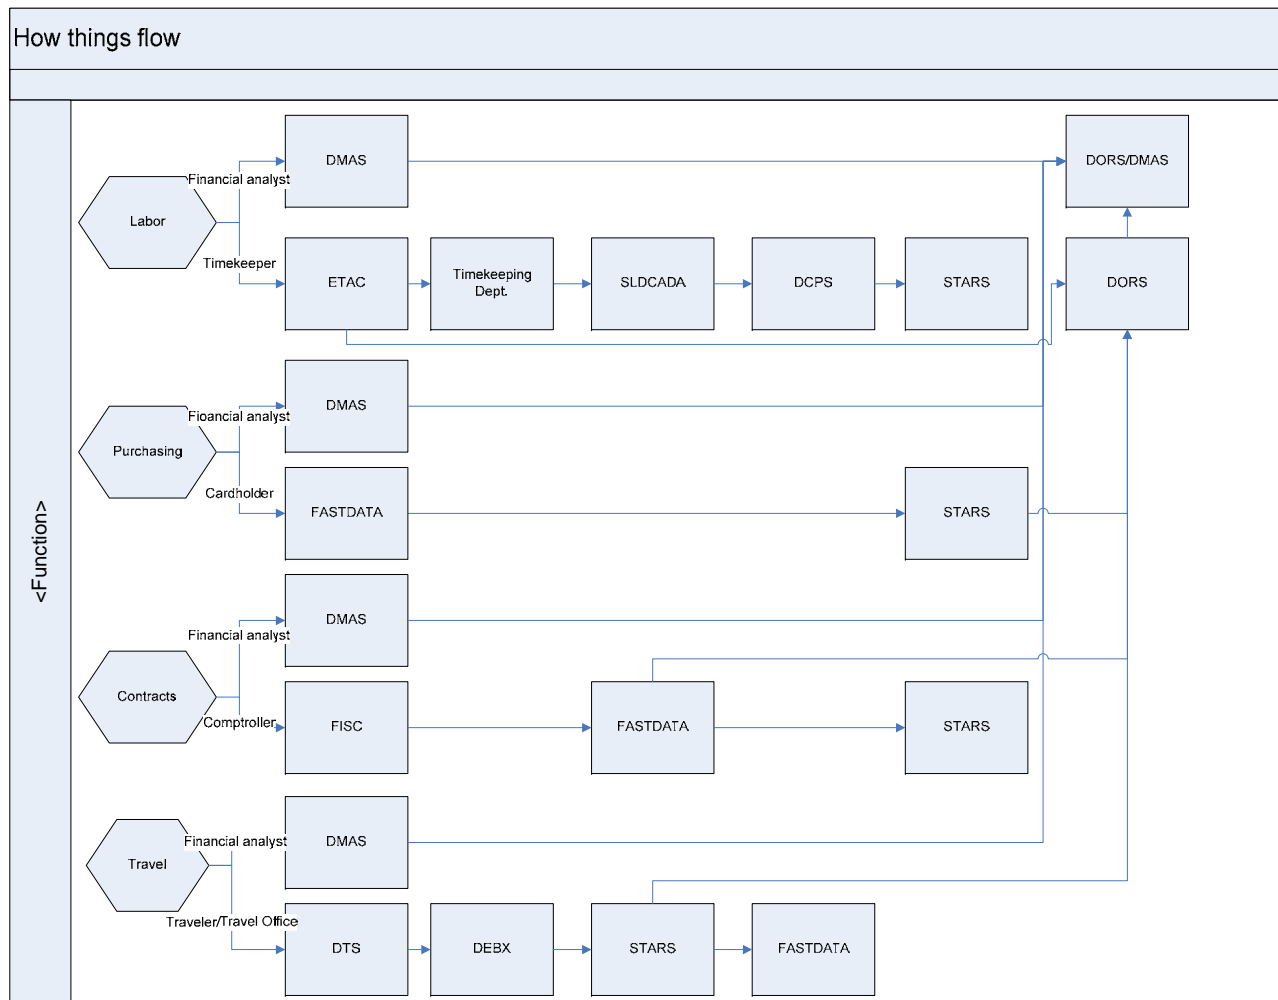 How things flow
<Function>
DMAS
DORS/DMAS
Financial analyst
Labor
Timekeeper
ETAC
Timekeeping
Dept.
SLDCADA
DCPS
STARS
DORS
DMAS
Fioancial analyst
Purchasing
Cardholder
FASTDATA
STARS
DMAS
Financial analyst
Contracts
Comptroller
FISC
FASTDATA
STARS
Financial analyst
DMAS
Travel
Traveler/Travel Office
DTS
DEBX
STARS
FASTDATA